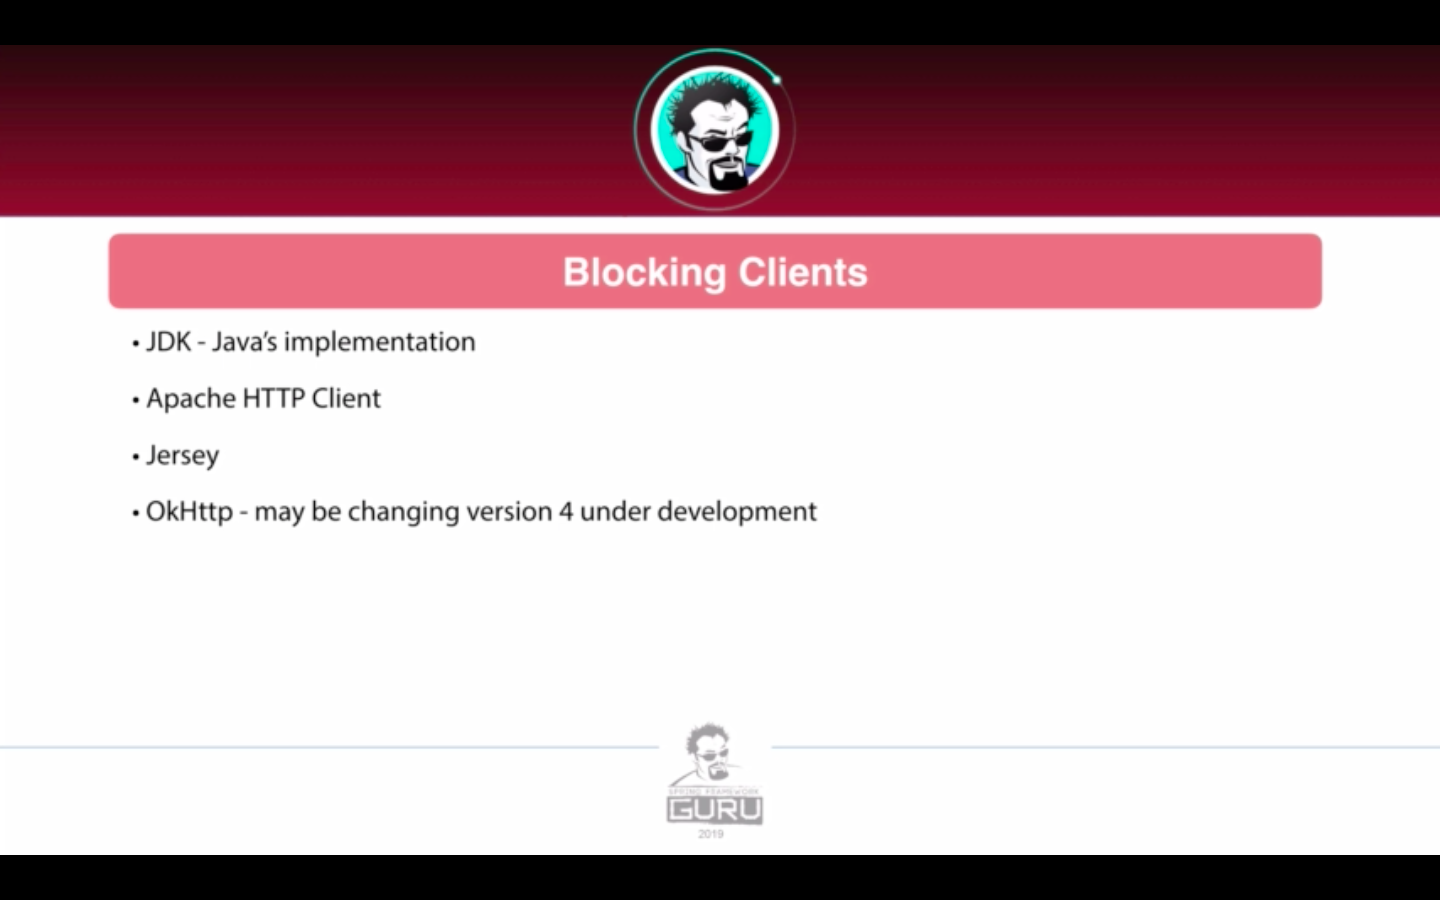 Blocking Clients
• JDK - Java’s implementation
• Apache HTTP Client
• Jersey
• OkHttp - may be changing version 4 under development
SPRING FRAMEWORK
GURU
2019